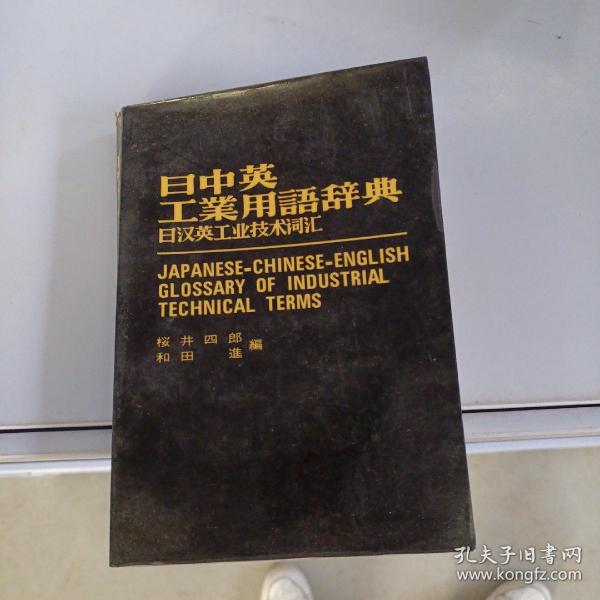 日中英
工業用語辞典
日汉英工业技术词汇
JAPANESE-CHINESE-ENGLISH
GLOSSARY OF INDUSTRIAL
TECHNICAL TERMS
桜井四郎
和田進
編
孔夫子旧书网
www.kongfz.com